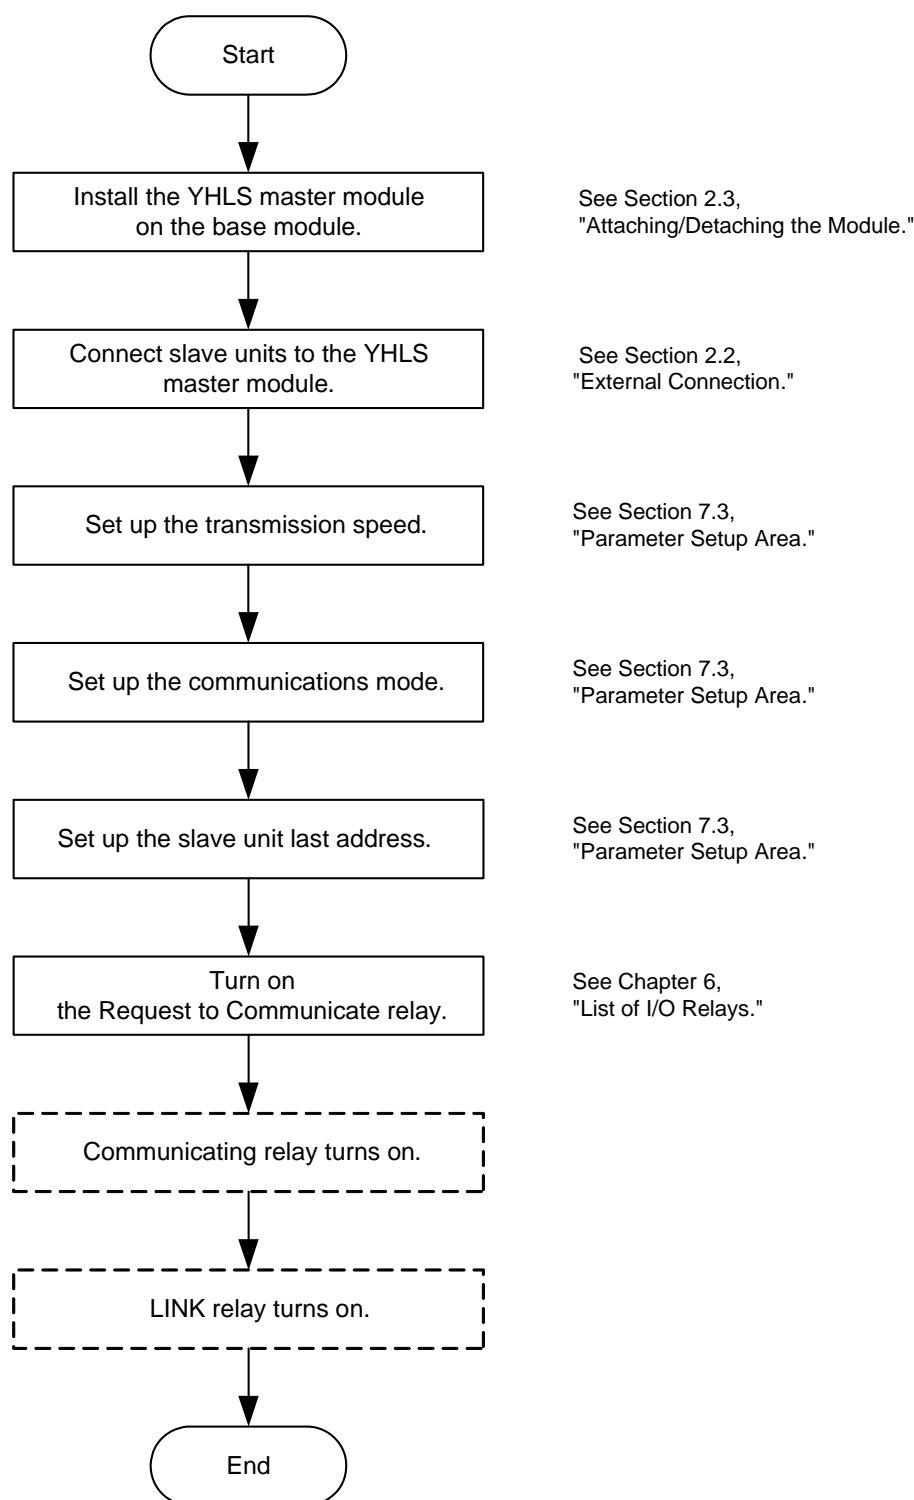 Start
Install the YHLS master module
on the base module.
See Section 2.3,
"Attaching/Detaching the Module."
Connect slave units to the YHLS
master module.
See Section 2.2,
"External Connection."
Set up the transmission speed.
See Section 7.3,
"Parameter Setup Area."
Set up the communications mode.
See Section 7.3,
"Parameter Setup Area."
Set up the slave unit last address.
See Section 7.3,
"Parameter Setup Area."
Turn on
the Request to Communicate relay.
See Chapter 6,
"List of I/O Relays."
Communicating relay turns on.
LINK relay turns on.
End